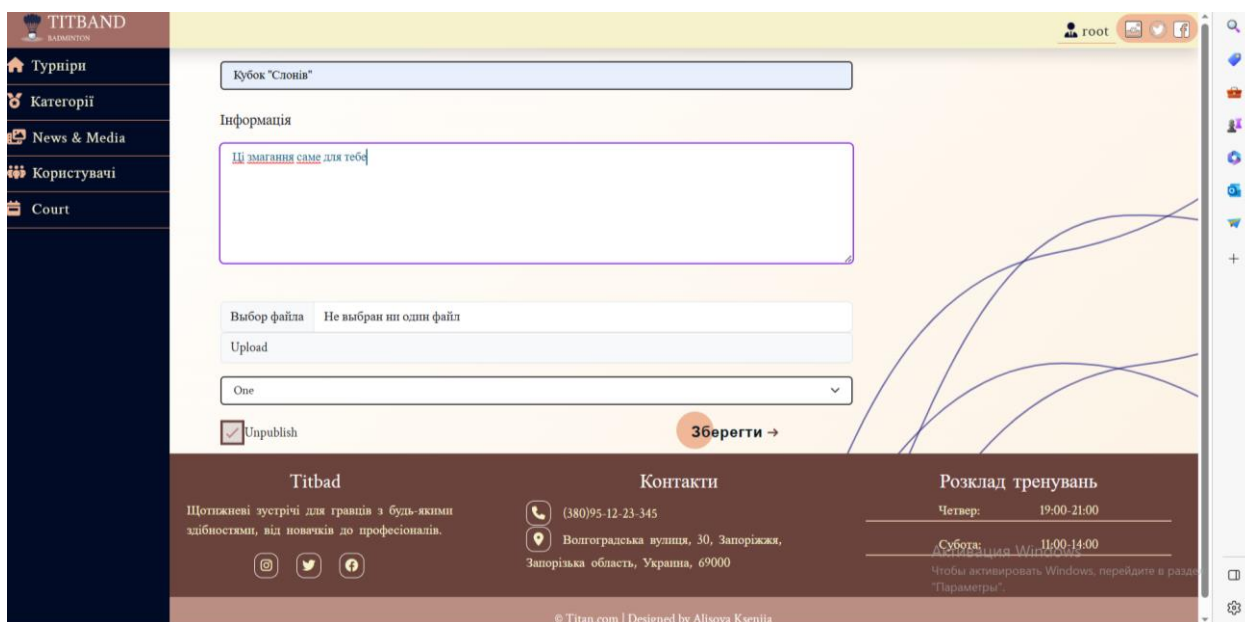 TITBAND
BADMINTON
root
Турніри
Категорії
News & Media
Користувачі
Court
Кубок "Слонів"
Інформація
Ці змагання саме для тебе
Выбор файла Не выбран ни один файл
Upload
One
Unpublish
Зберегти →
Titbad
Щотижневі зустрічі для гравців з будь-якими
здібностями, від новачків до професіоналів.
Контакти
(380)95-12-23-345
Волгоградська вулиця, 30, Запоріжжя,
Запорізька область, Украина, 69000
Розклад тренувань
Четвер: 19:00-21:00
Субота: 11:00-14:00
Активация Windows
Чтобы активировать Windows, перейдите в разде
"Параметры".
© Titan.com | Designed by Alisova Kseniia